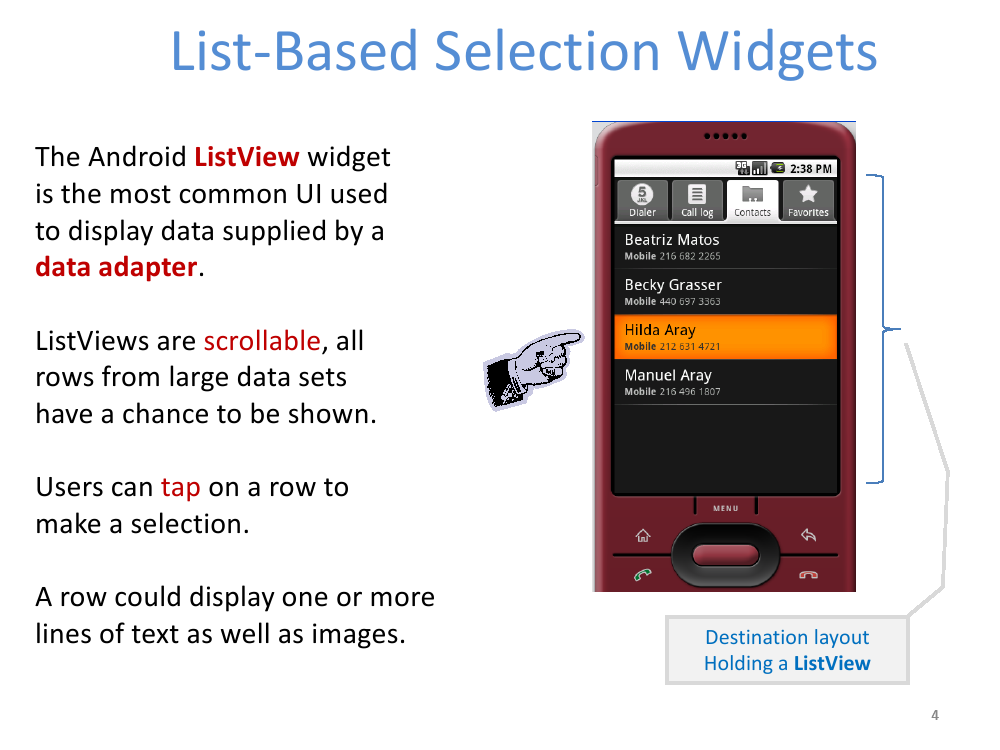 List-Based Selection Widgets
The Android ListView widget
is the most common UI used
to display data supplied by a
data adapter.
ListViews are scrollable, all
rows from large data sets
have a chance to be shown.
Users can tap on a row to
make a selection.
A row could display one or more
lines of text as well as images.
2:38 PM
5
JKL
Dialer Call log Contacts Favorites
Beatriz Matos
Mobile 216 682 2265
Becky Grasser
Mobile 440 697 3363
Hilda Aray
Mobile 212 631 4721
Manuel Aray
Mobile 216 496 1807
MENU
Destination layout
Holding a ListView
4